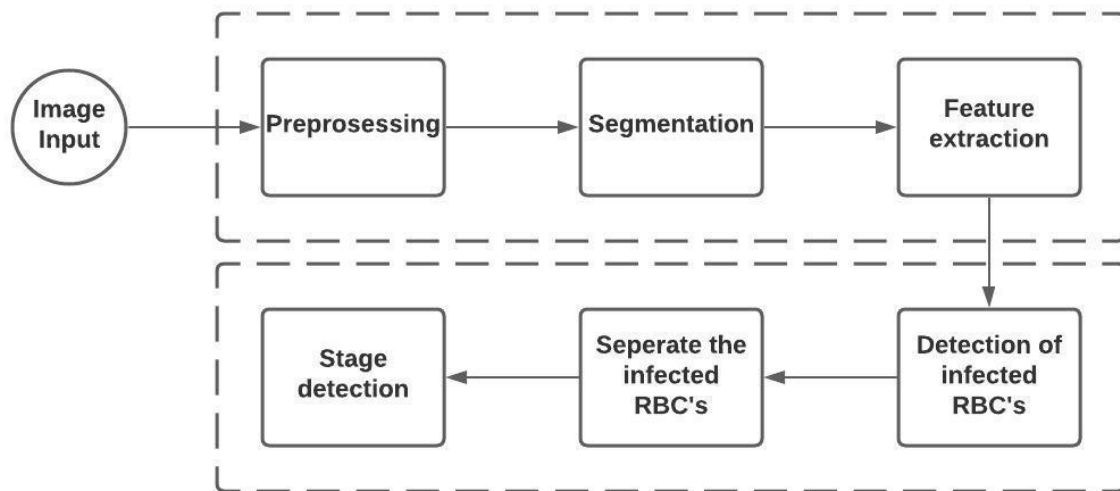 Image
Input
Preprosessing
Segmentation
Feature
extraction
Detection of
infected
RBC's
Seperate the
infected
RBC's
Stage
detection